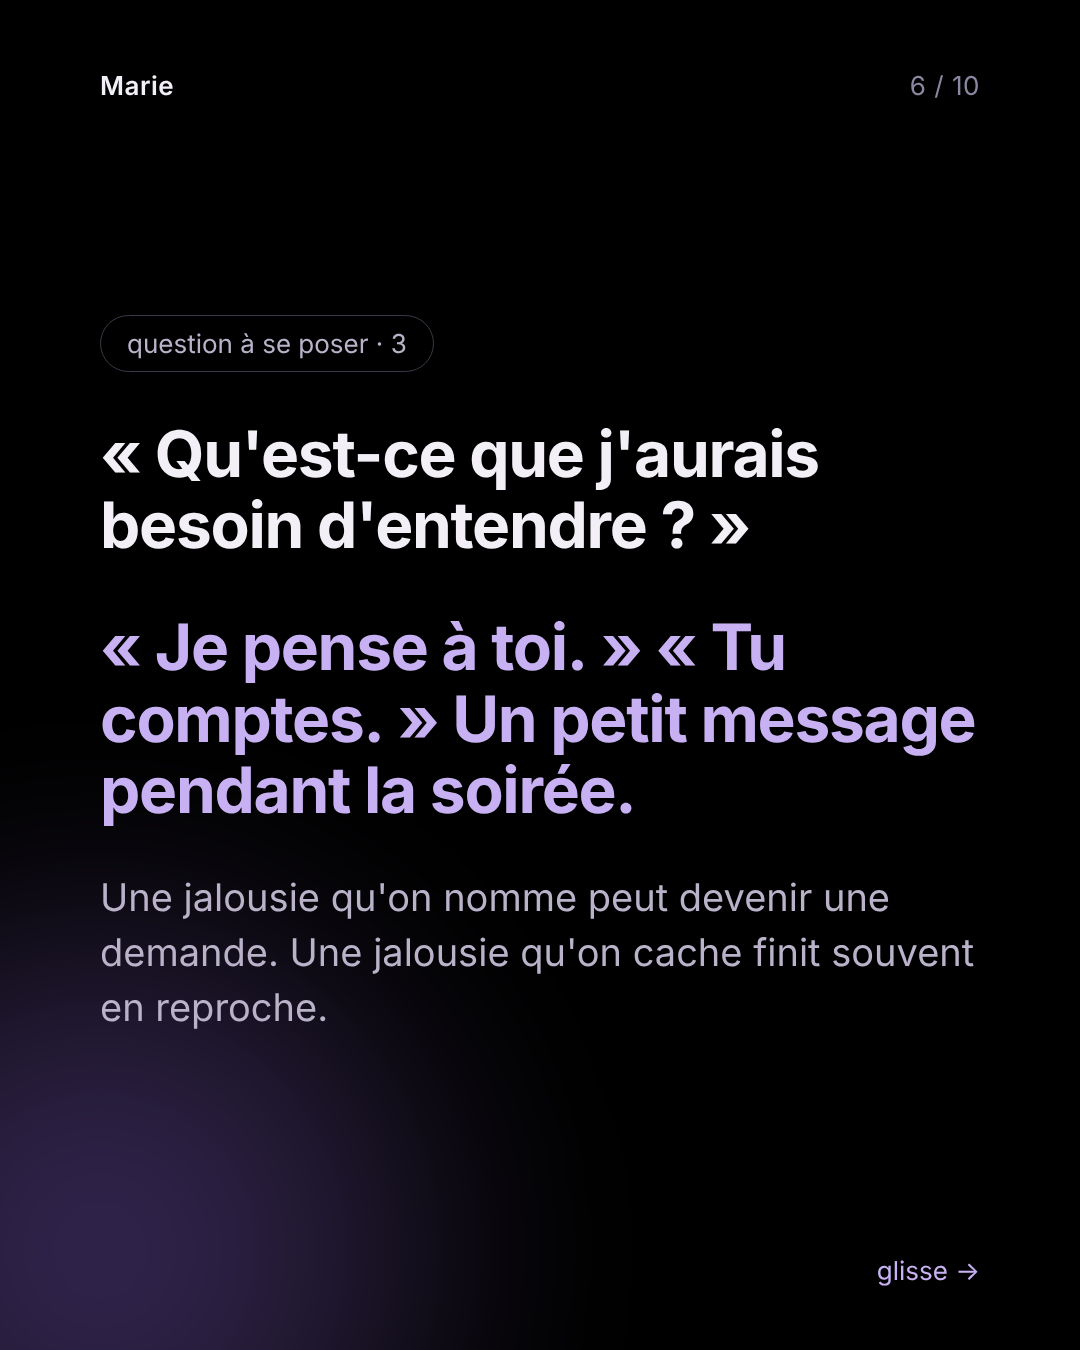 Marie
6 / 10
question à se poser · 3
« Qu'est-ce que j'aurais
besoin d'entendre ? »
« Je pense à toi. » « Tu
comptes. » Un petit message
pendant la soirée.
Une jalousie qu'on nomme peut devenir une
demande. Une jalousie qu'on cache finit souvent
en reproche.
glisse →